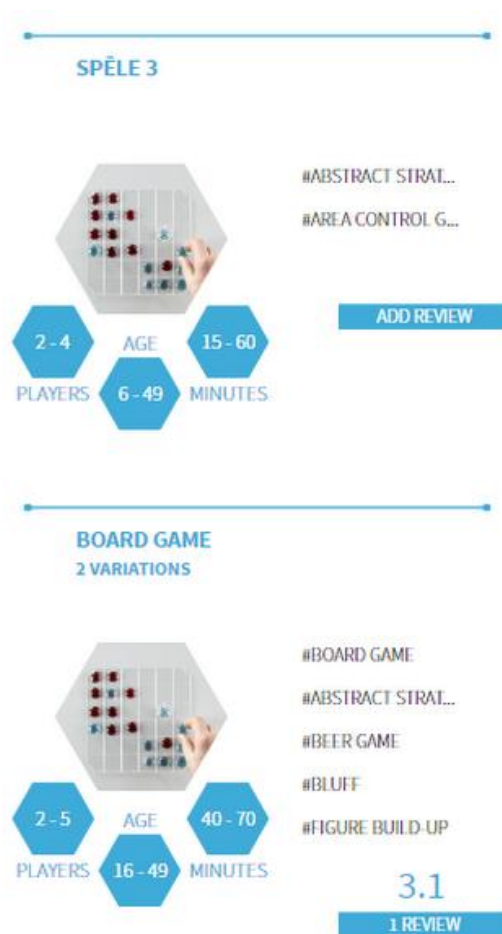 SPĒLE 3
#ABSTRACT STRAT...
#AREA CONTROL G...
ADD REVIEW
2 - 4
AGE
15 - 60
PLAYERS
6 - 49
MINUTES
BOARD GAME
2 VARIATIONS
#BOARD GAME
#ABSTRACT STRAT...
#BEER GAME
#BLUFF
#FIGURE BUILD-UP
2 - 5
AGE
40 - 70
PLAYERS
16 - 49
MINUTES
3.1
1 REVIEW